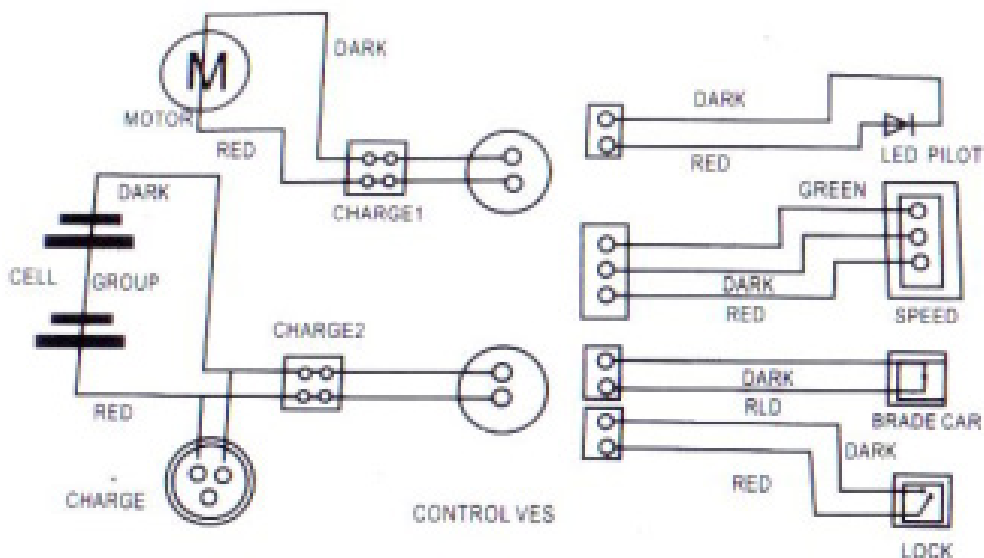 DARK
M
MOTOR
RED
CHARGE1
DARK
CELL GROUP
CHARGE2
RED
CHARGE
CONTROL VES
DARK
RED
LED PILOT
GREEN
DARK
RED
SPEED
DARK
RLD
BRADE CAR
DARK
RED
LOCK